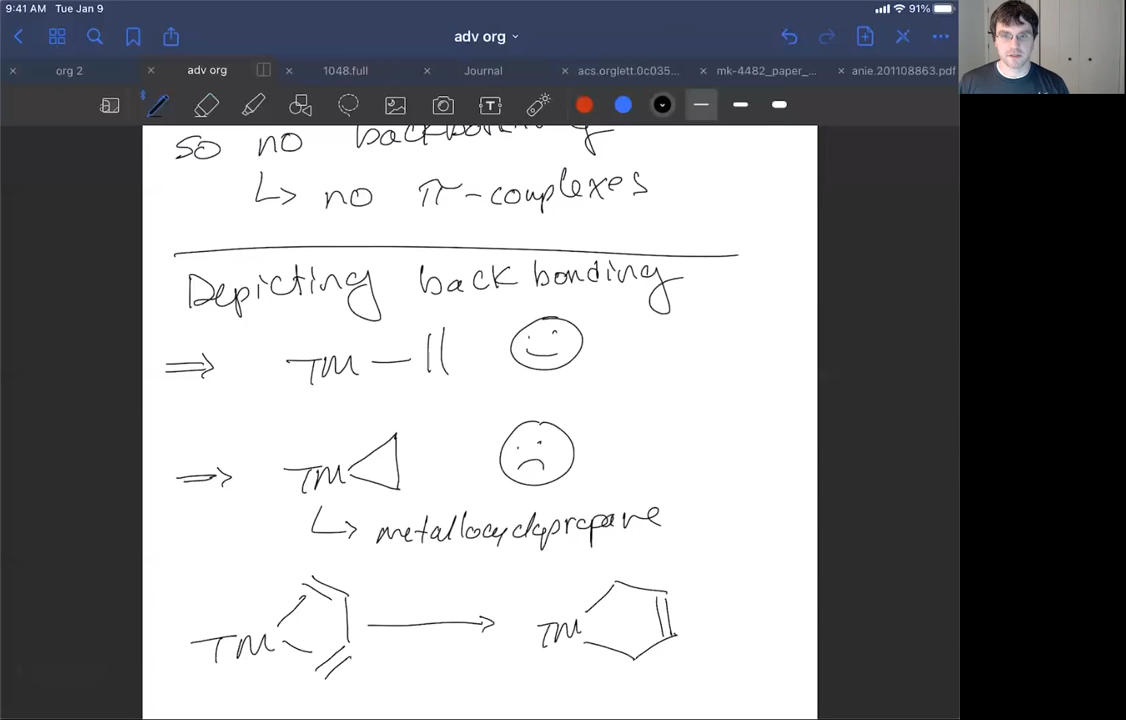 9:41 AM Tue Jan 9
91%
adv org
org 2
adv org
1048.full
Journal
acs.orglett.0c035...
mk-4482_paper_...
anie.201108863.pdf
so no backbonding
↳ no π-complexes
Depicting back bonding
⇒ TM — ||
⇒ TM
↳ metallocyclopropane
TM → TM